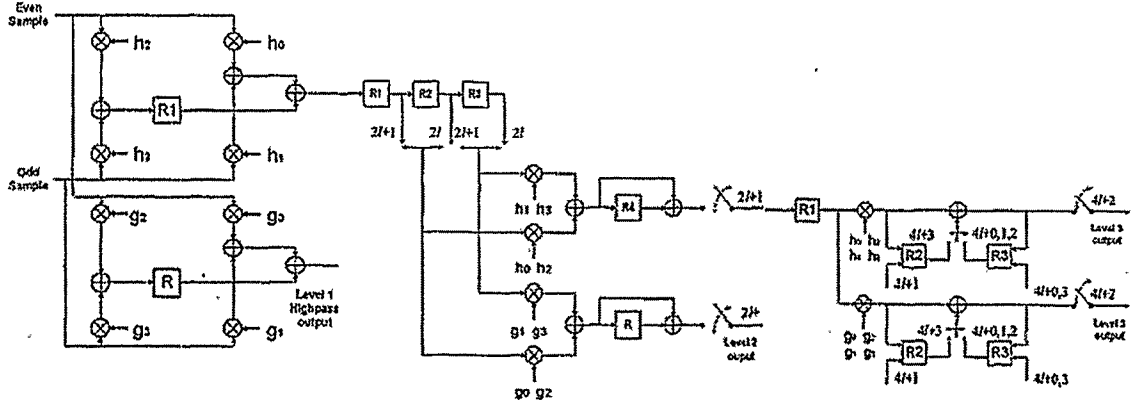 Even
Sample
h2
h0
R1
h3
h1
Odd
Sample
g2
g0
R
g3
g1
Level 1
Highpass
output
R1
R2
R3
2l+1
2l
2l+1
2l
h1 h3
R4
h0 h2
2l+1
g1 g3
R
g0 g2
2l+
Level 2
ouput
R1
4l+3
4l+0,1,2
R2
R3
4l+1
4l+0,3
4l+2
Level 3
output
4l+3
4l+0,1,2
R2
R3
4l+1
4l+0,3
4l+2
output